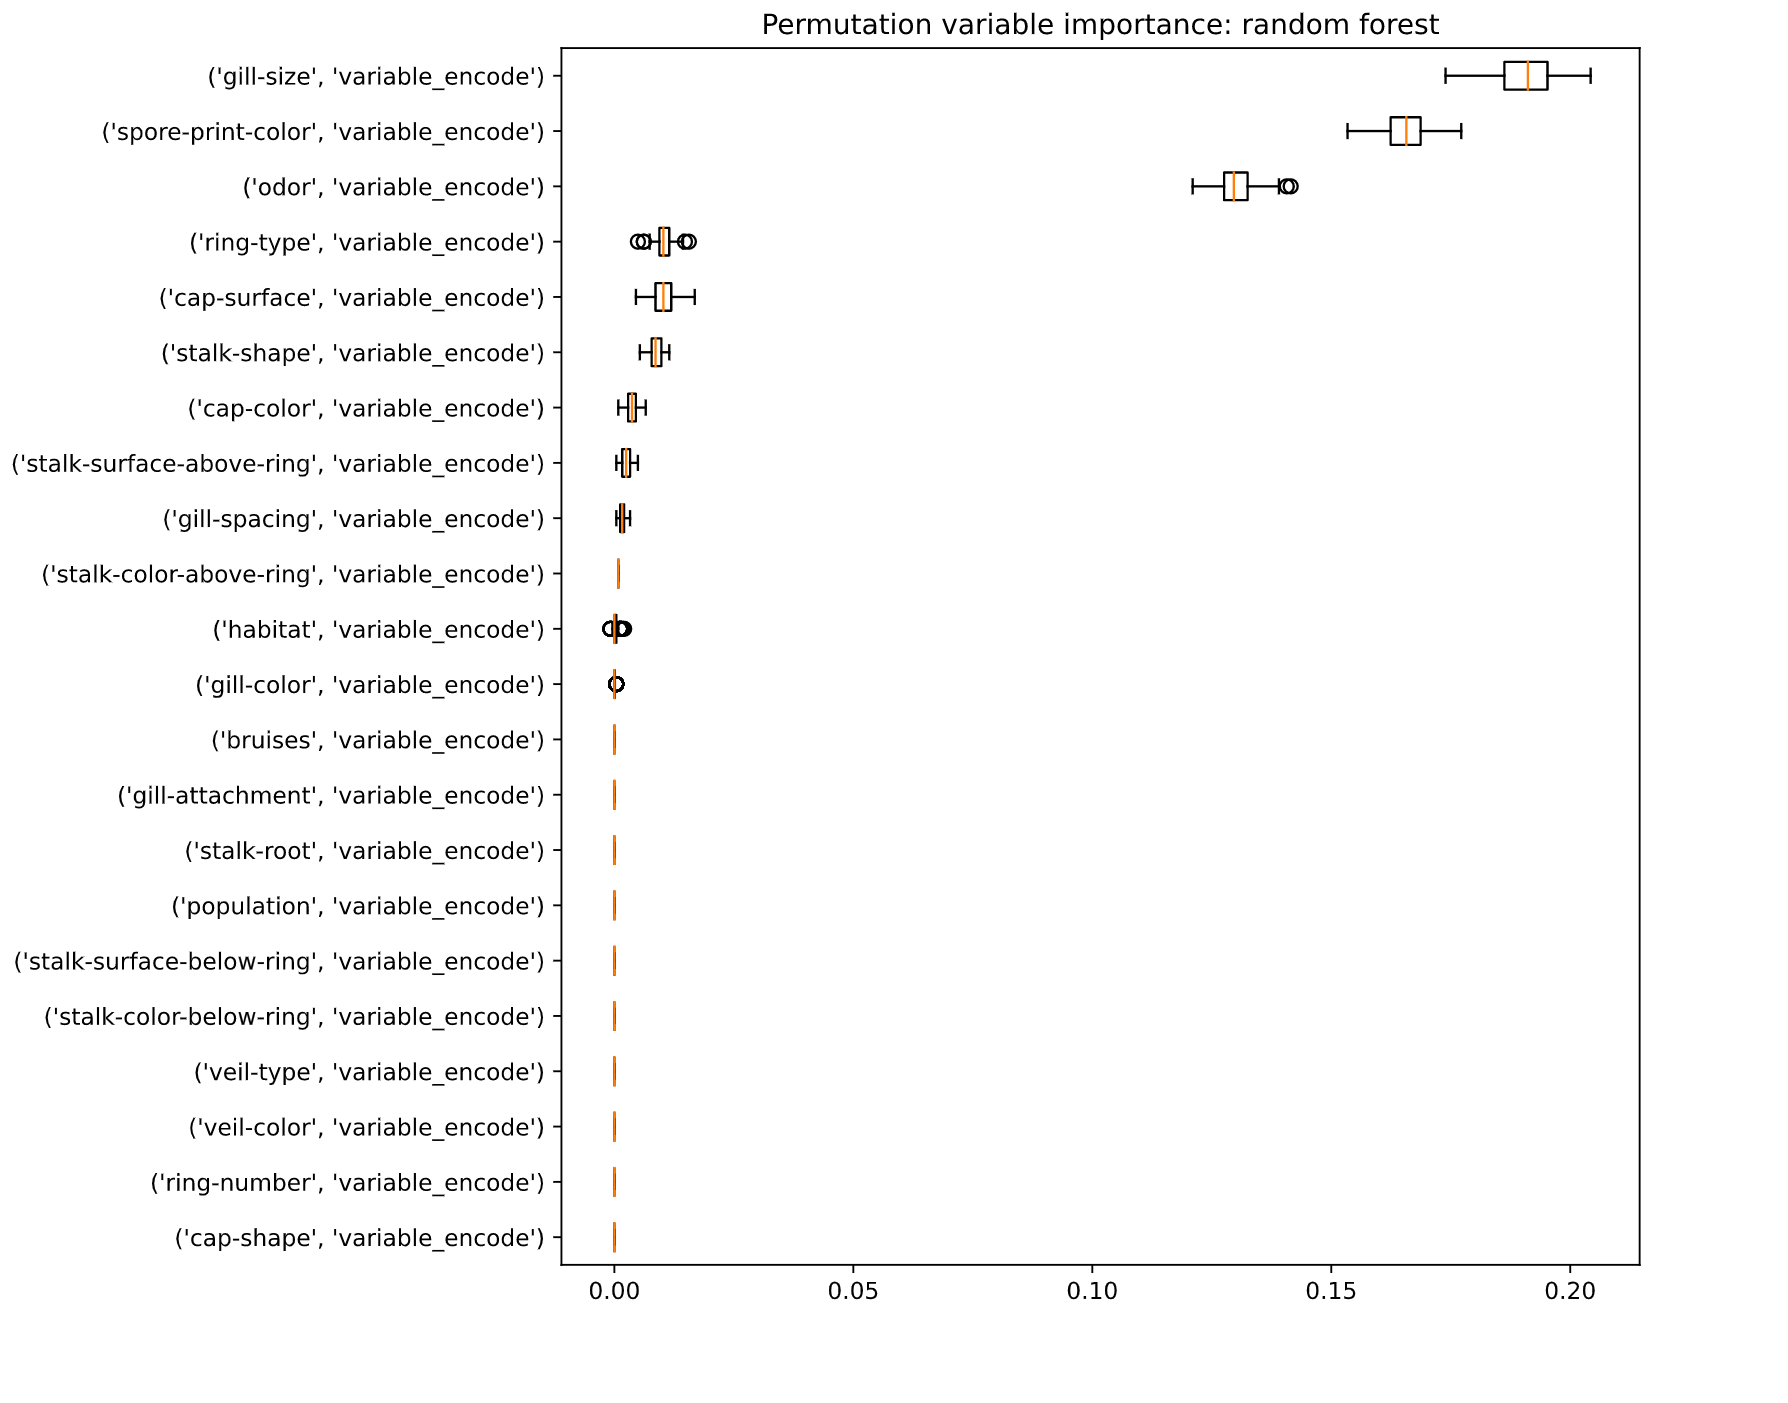 Permutation variable importance: random forest
('gill-size', 'variable_encode')
('spore-print-color', 'variable_encode')
('odor', 'variable_encode')
('ring-type', 'variable_encode')
('cap-surface', 'variable_encode')
('stalk-shape', 'variable_encode')
('cap-color', 'variable_encode')
('stalk-surface-above-ring', 'variable_encode')
('gill-spacing', 'variable_encode')
('stalk-color-above-ring', 'variable_encode')
('habitat', 'variable_encode')
('gill-color', 'variable_encode')
('bruises', 'variable_encode')
('gill-attachment', 'variable_encode')
('stalk-root', 'variable_encode')
('population', 'variable_encode')
('stalk-surface-below-ring', 'variable_encode')
('stalk-color-below-ring', 'variable_encode')
('veil-type', 'variable_encode')
('veil-color', 'variable_encode')
('ring-number', 'variable_encode')
('cap-shape', 'variable_encode')
0.00 0.05 0.10 0.15 0.20